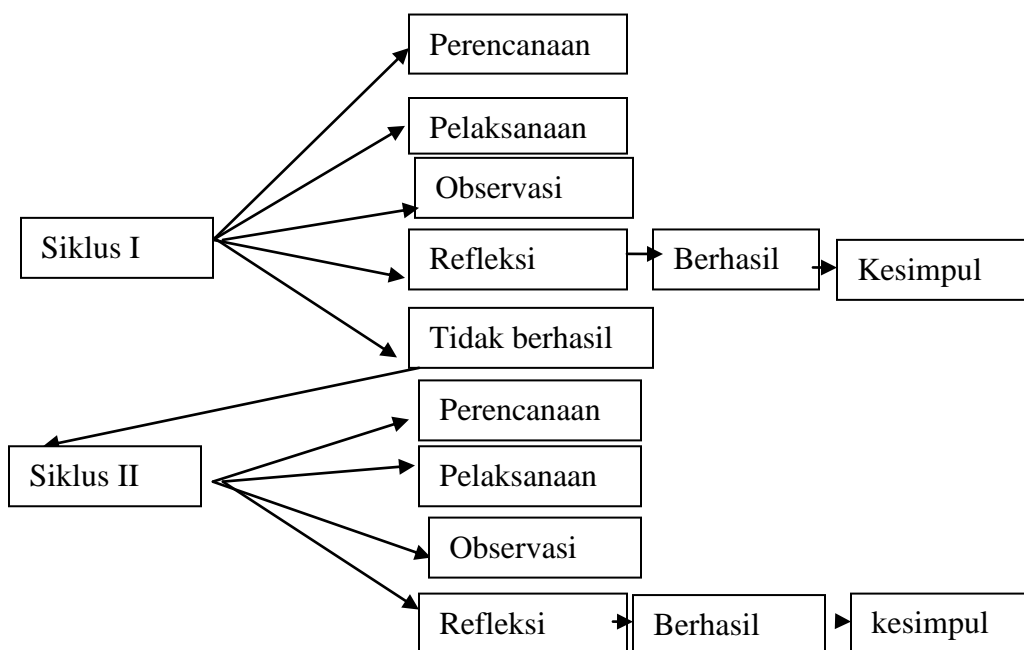 Perencanaan
Pelaksanaan
Observasi
Siklus I
Refleksi
Berhasil
Kesimpul
Tidak berhasil
Perencanaan
Siklus II
Pelaksanaan
Observasi
Refleksi
Berhasil
kesimpul